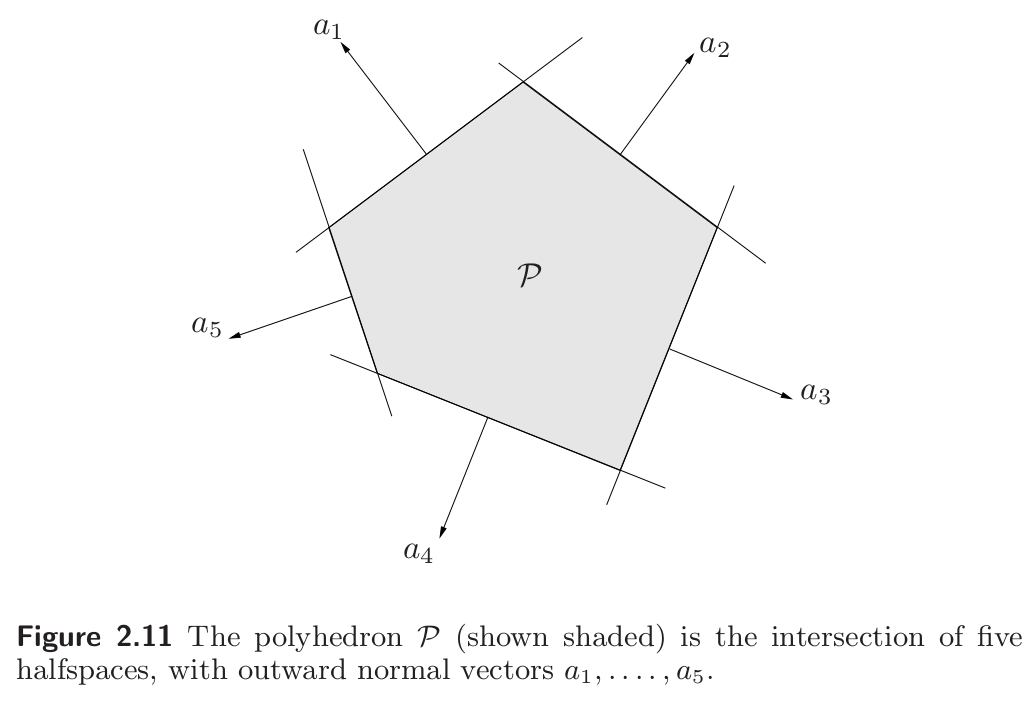 a₁
a₂
𝒫
a₅
a₃
a₄
Figure 2.11 The polyhedron 𝒫 (shown shaded) is the intersection of five
halfspaces, with outward normal vectors a₁, . . . . , a₅.